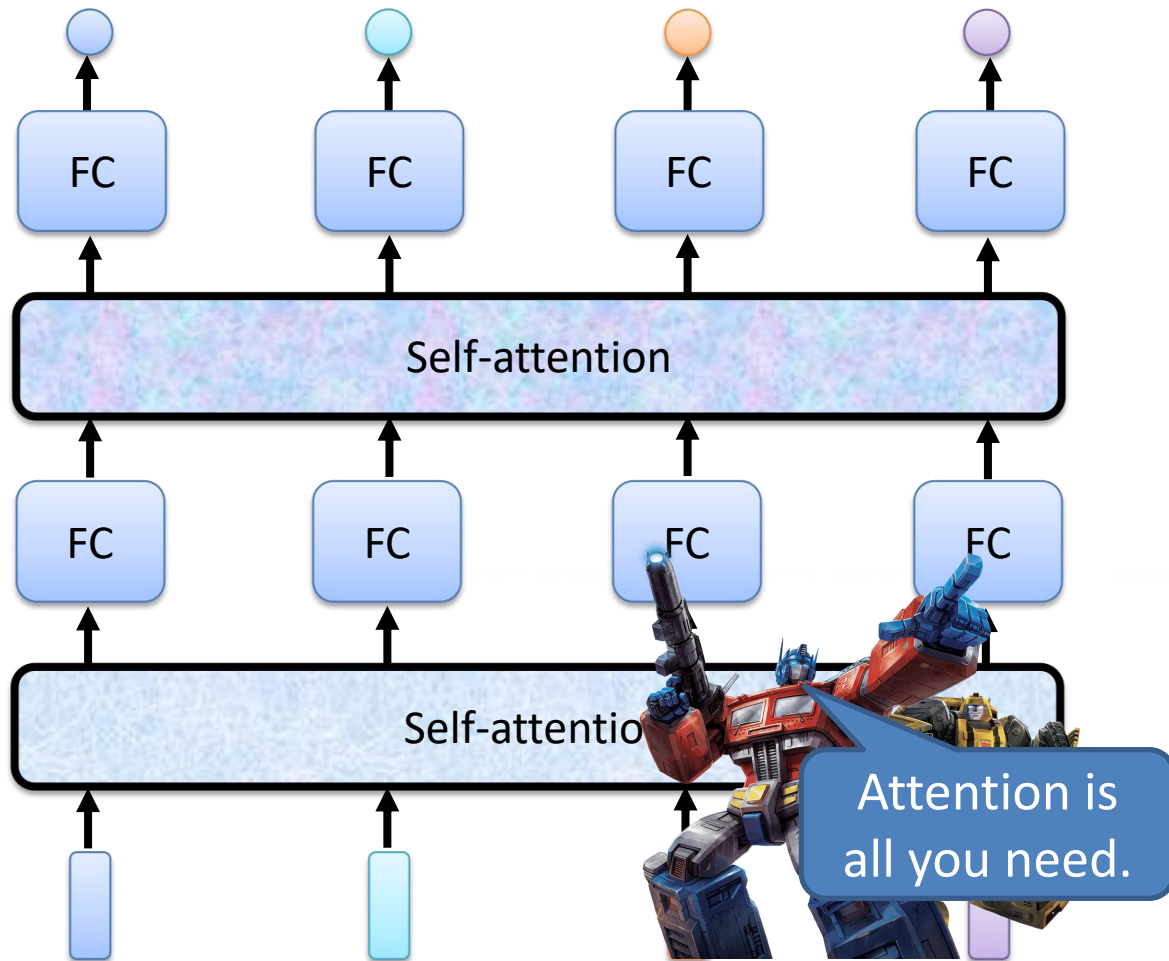 FC FC FC FC
Self-attention
FC FC FC FC
Self-attentio
Attention is
all you need.